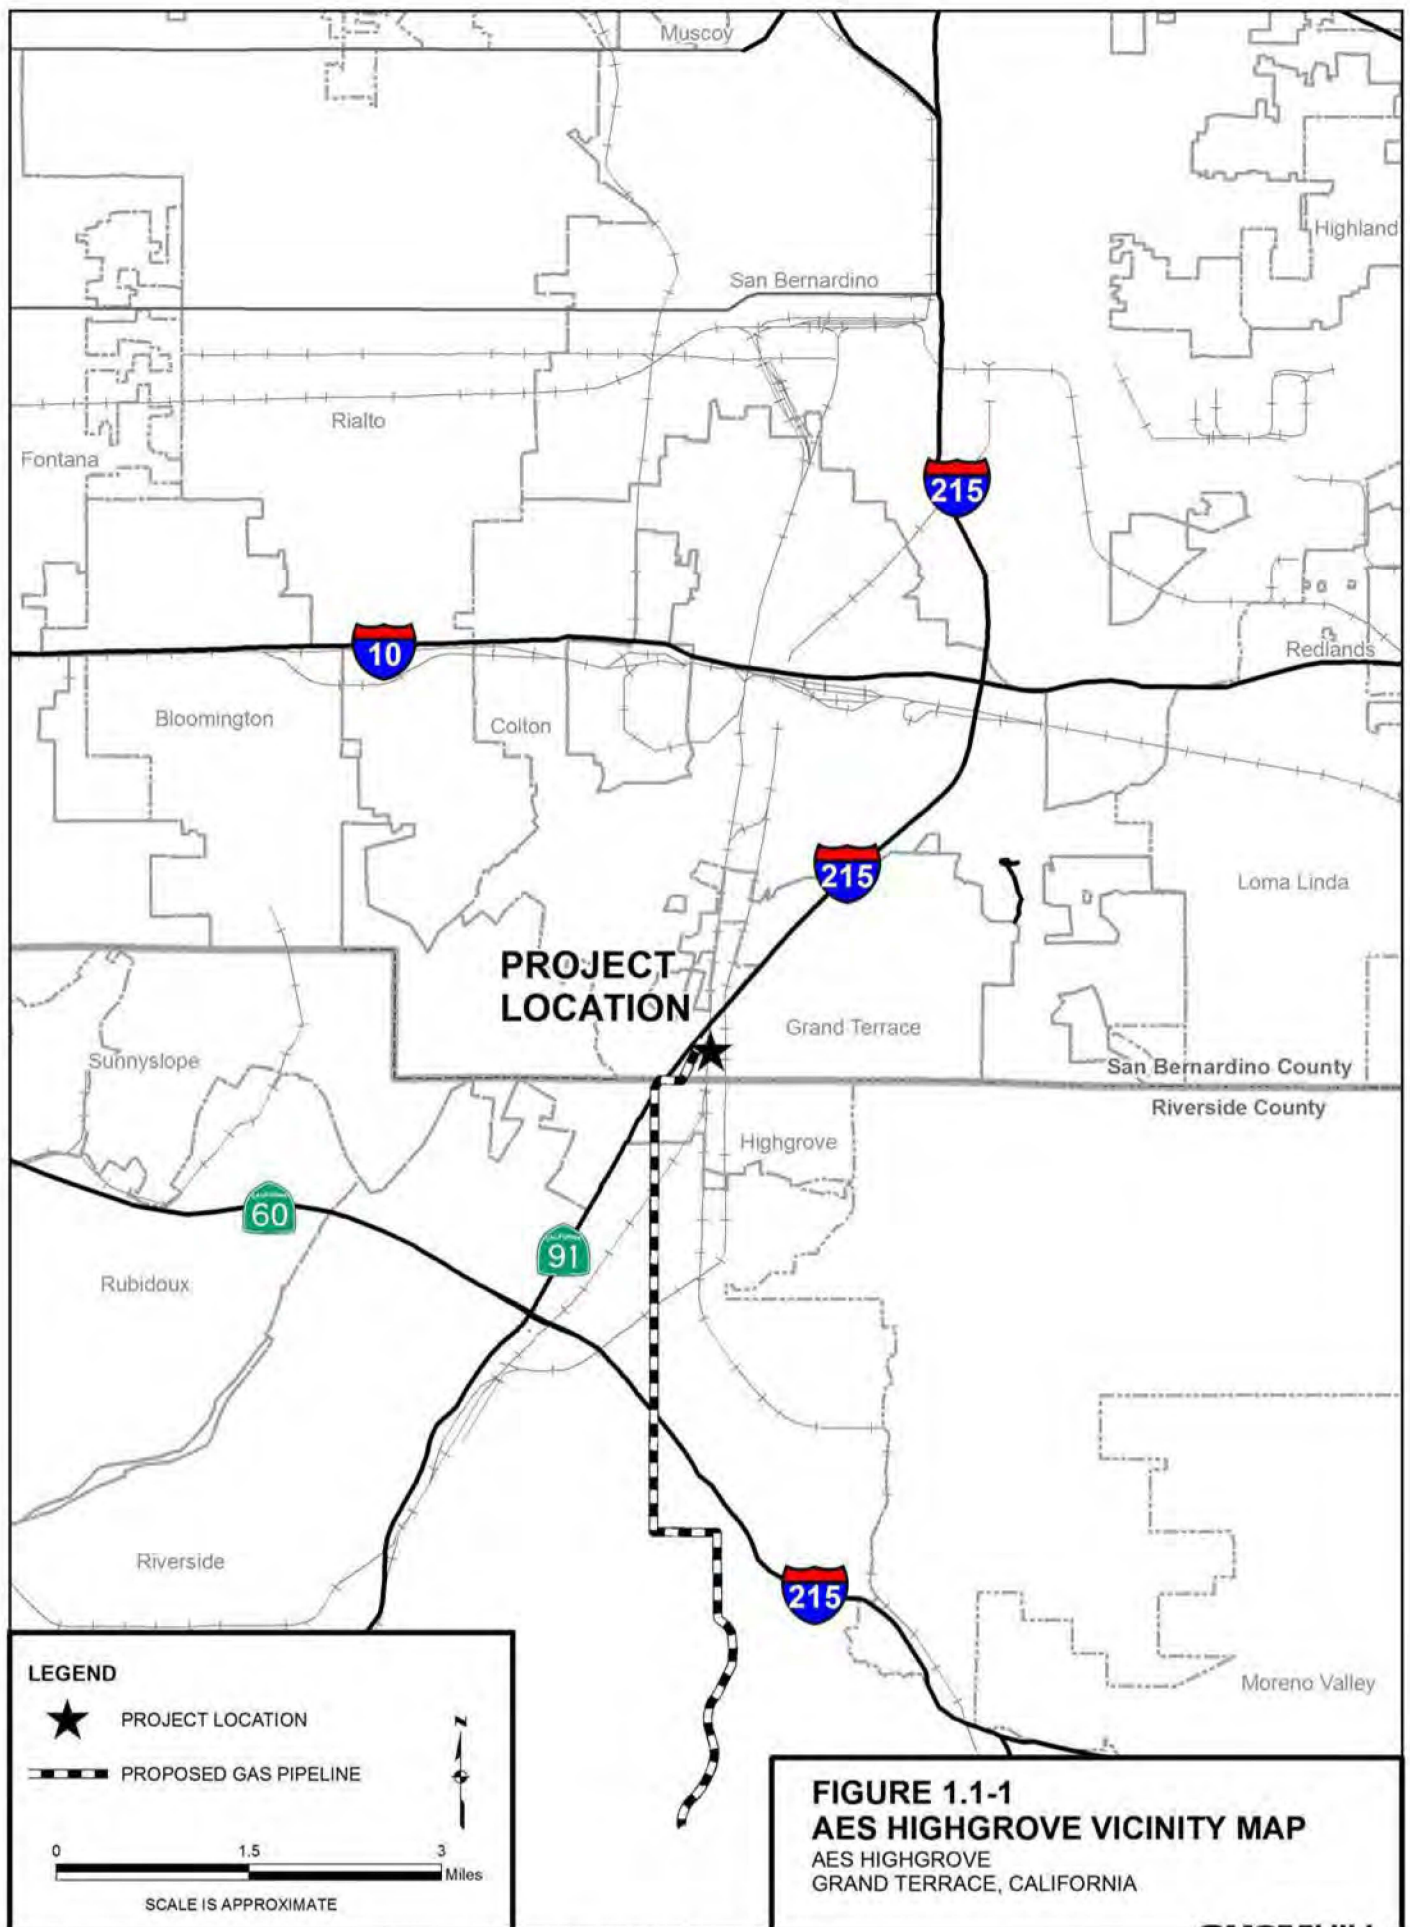 Muscoy
Highland
San Bernardino
Rialto
Fontana
215
10
Redlands
Bloomington
Colton
215
Loma Linda
PROJECT
LOCATION
Grand Terrace
Sunnyslope
San Bernardino County
Riverside County
Highgrove
CALIFORNIA
60
CALIFORNIA
91
Rubidoux
Riverside
215
Moreno Valley
LEGEND
PROJECT LOCATION
N
PROPOSED GAS PIPELINE
0 1.5 3
Miles
SCALE IS APPROXIMATE
FIGURE 1.1-1
AES HIGHGROVE VICINITY MAP
AES HIGHGROVE
GRAND TERRACE, CALIFORNIA